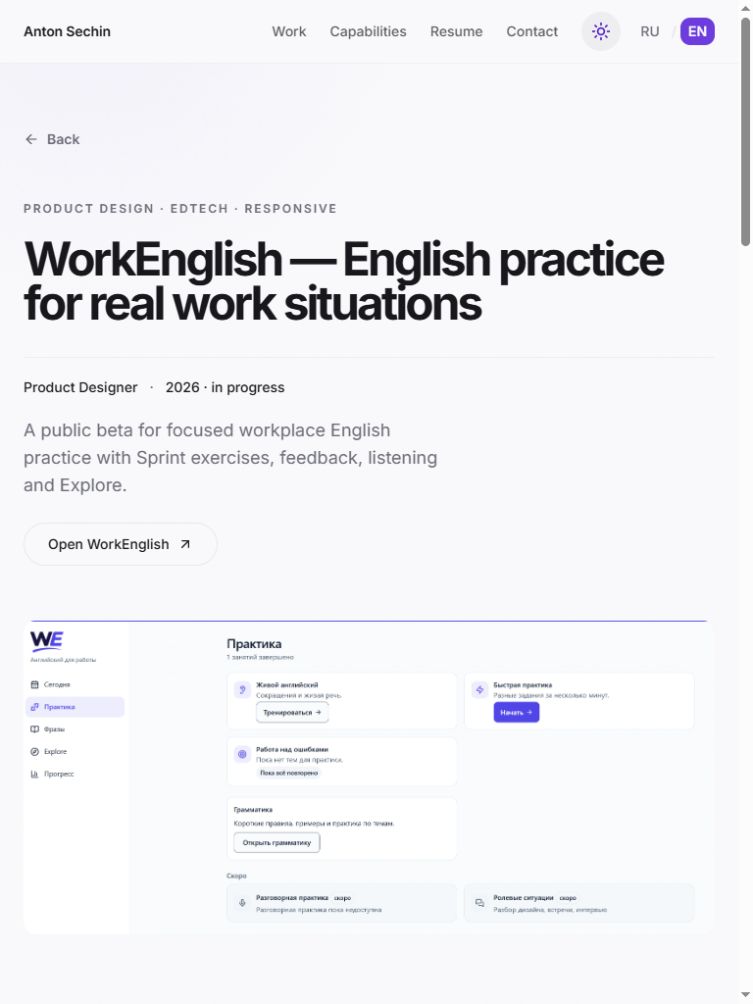 Anton Sechin
Work
Capabilities
Resume
Contact
RU / EN
← Back
PRODUCT DESIGN · EDTECH · RESPONSIVE
WorkEnglish — English practice
for real work situations
Product Designer · 2026 · in progress
A public beta for focused workplace English
practice with Sprint exercises, feedback, listening
and Explore.
Open WorkEnglish ↗
WE
Английский для работы
Сегодня
Практика
Фразы
Explore
Прогресс
Практика
1 занятий завершено
Живой английский
Сокращения и живая речь.
Тренироваться →
Быстрая практика
Разные задания за несколько минут.
Начать →
Работа над ошибками
Пока нет тем для практики.
Пока всё повторено
Грамматика
Короткие правила, примеры и практика по темам.
Открыть грамматику
Скоро
Разговорная практика скоро
Разговорная практика пока недоступна
Ролевые ситуации скоро
Разбор дизайна, встречи, интервью